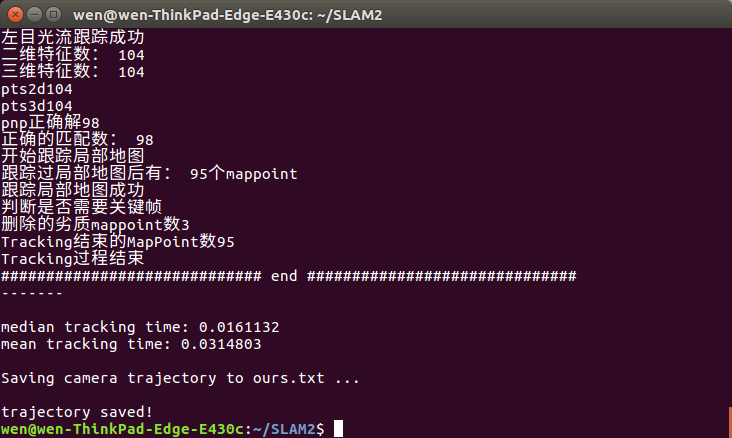 wen@wen-ThinkPad-Edge-E430c: ~/SLAM2
左目光流跟踪成功
二维特征数： 104
三维特征数： 104
pts2d104
pts3d104
pnp正确解98
正确的匹配数： 98
开始跟踪局部地图
跟踪过局部地图后有： 95个mappoint
跟踪局部地图成功
判断是否需要关键帧
删除的劣质mappoint数3
Tracking结束的MapPoint数95
Tracking过程结束
############################# end ##############################
-------
median tracking time: 0.0161132
mean tracking time: 0.0314803
Saving camera trajectory to ours.txt ...
trajectory saved!
wen@wen-ThinkPad-Edge-E430c:~/SLAM2$